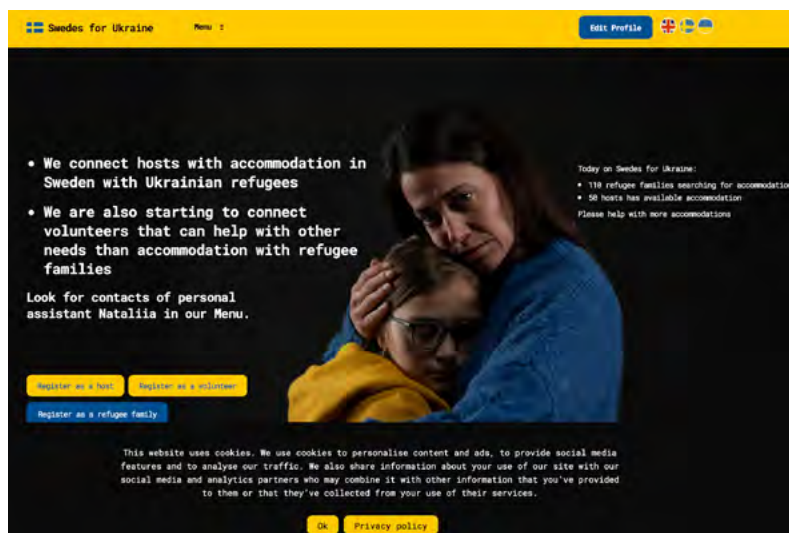 Swedes for Ukraine
Menu
Edit Profile
• We connect hosts with accommodation in
Sweden with Ukrainian refugees
• We are also starting to connect
volunteers that can help with other
needs than accommodation with refugee
families
Look for contacts of personal
assistant Nataliia in our Menu.
Today on Swedes for Ukraine:
• 110 refugee families searching for accommodatio
• 50 hosts has available accommodation
Please help with more accommodations
Register as a host
Register as a volunteer
Register as a refugee family
This website uses cookies. We use cookies to personalise content and ads, to provide social media
features and to analyse our traffic. We also share information about your use of our site with our
social media and analytics partners who may combine it with other information that you've provided
to them or that they've collected from your use of their services.
Ok
Privacy policy